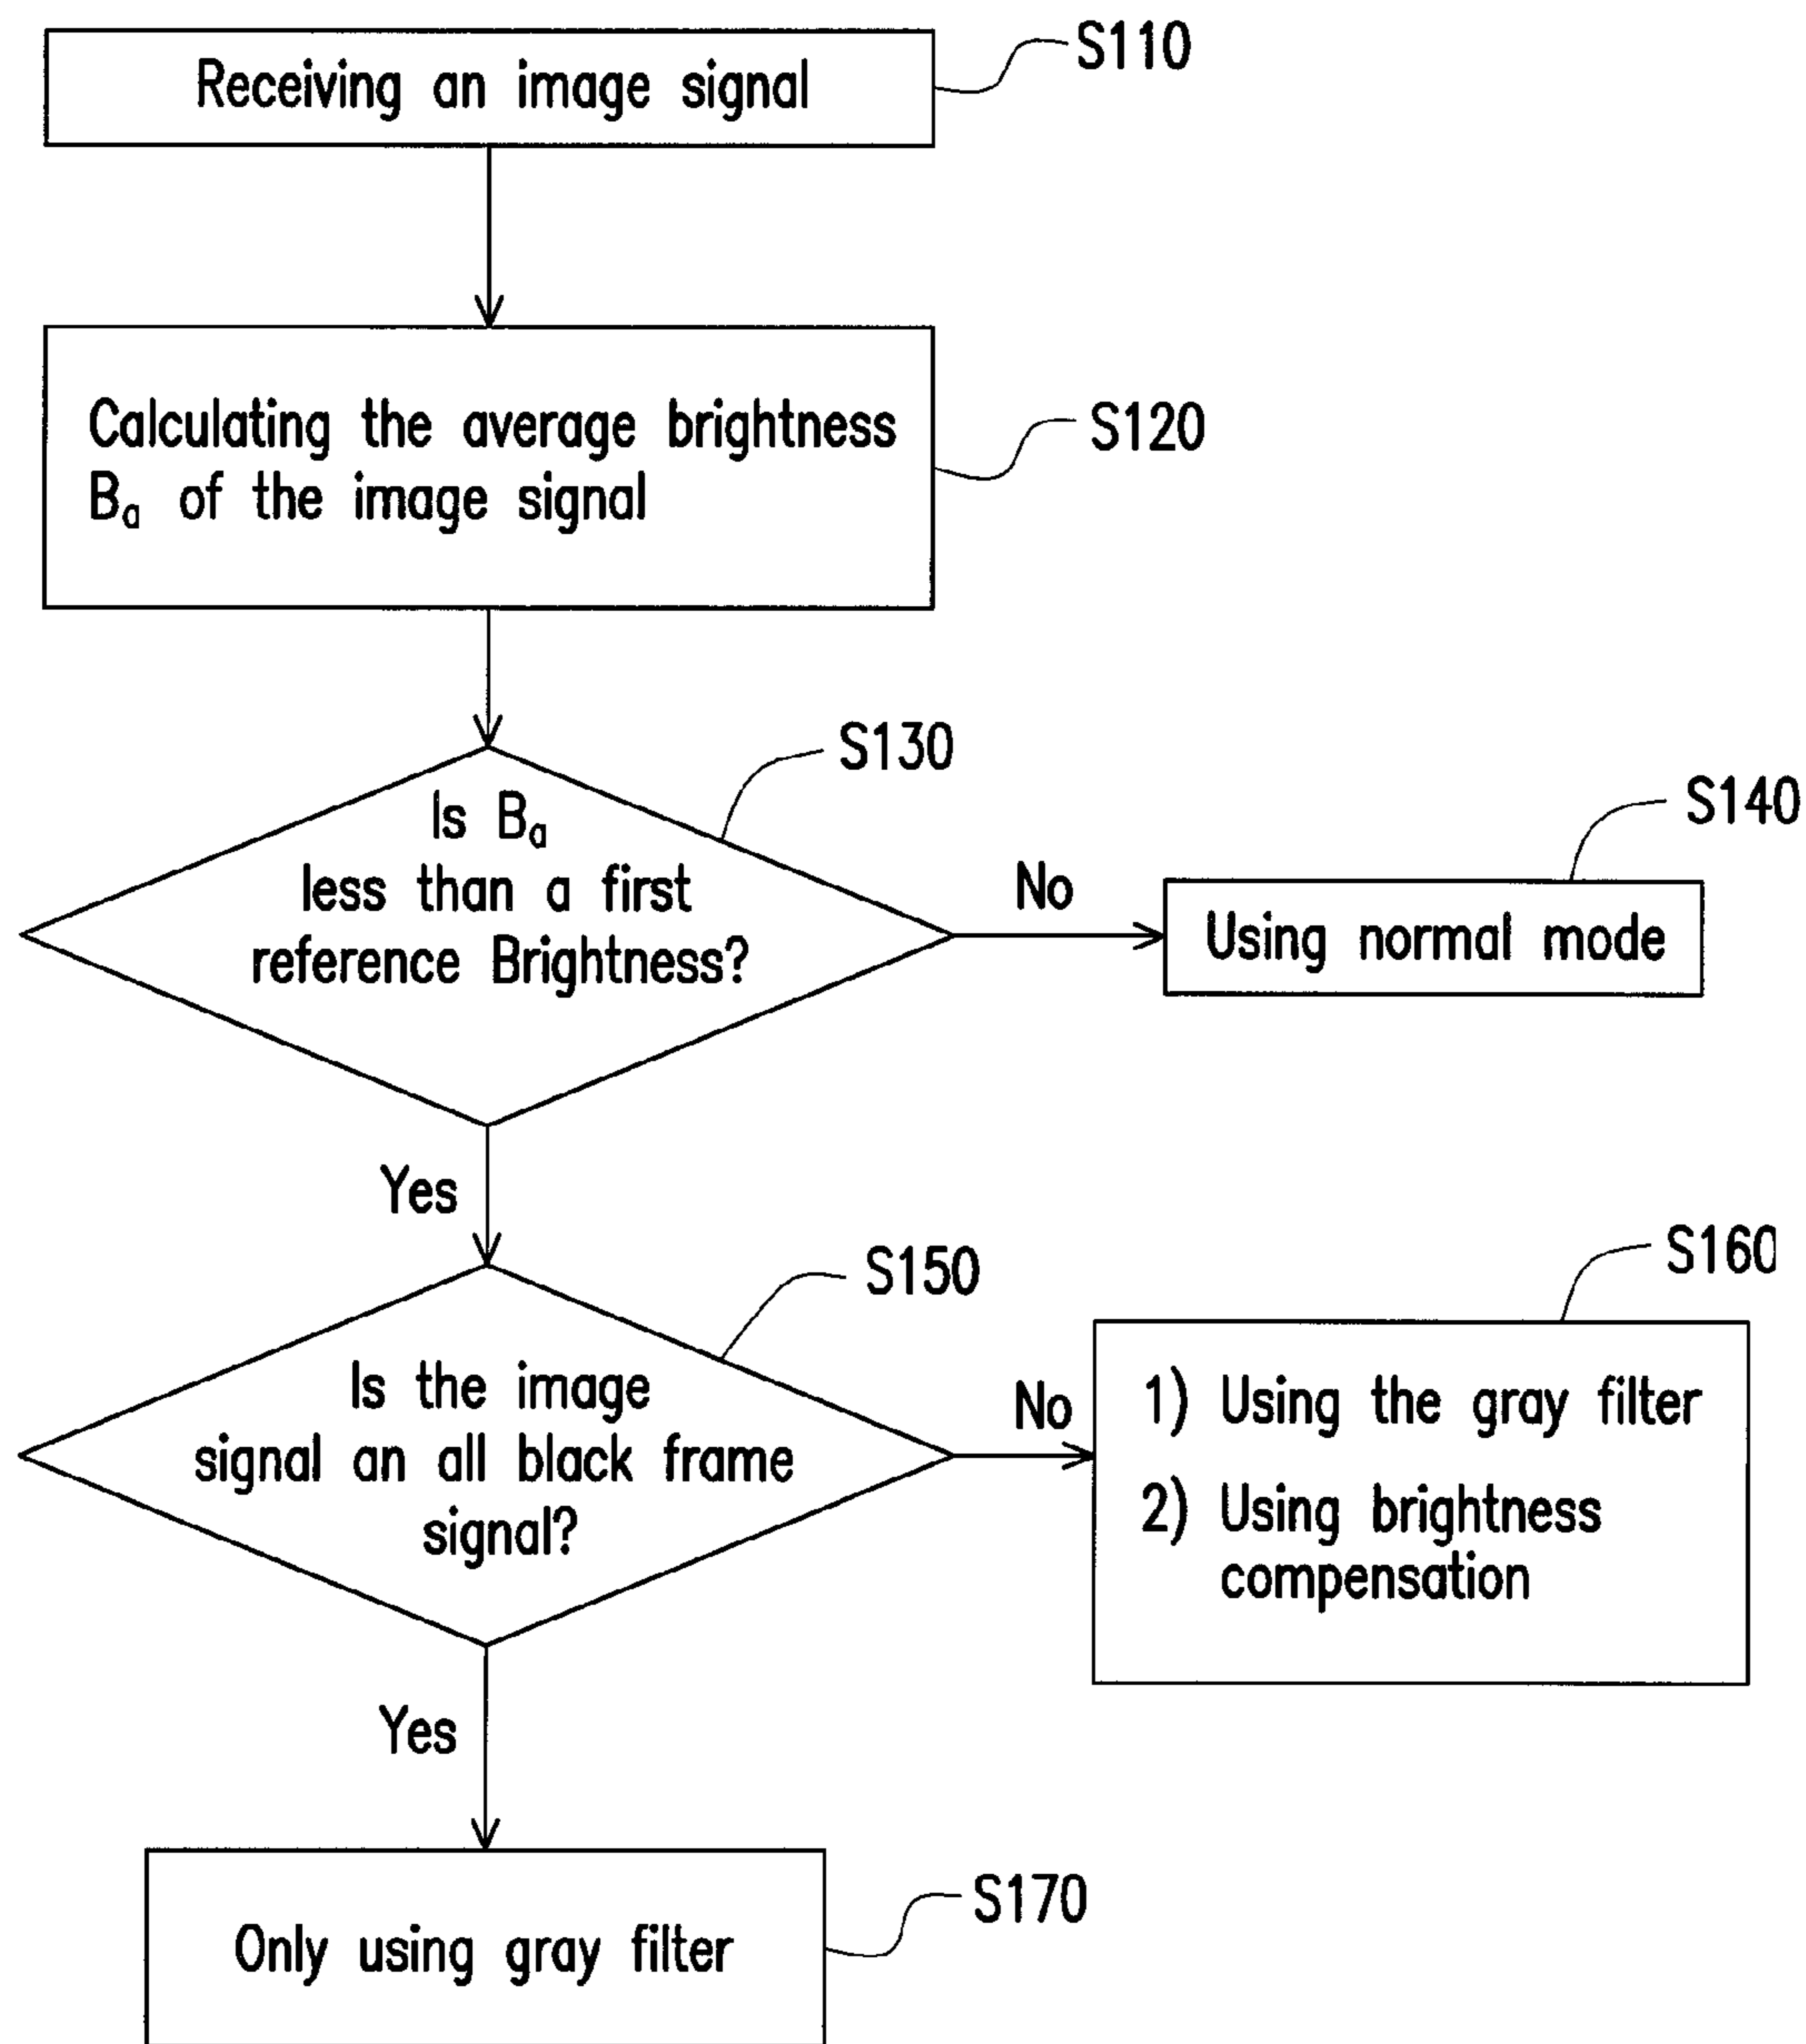 Receiving an image signal
S110
Calculating the average brightness
Ba of the image signal
S120
Is Ba
less than a first
reference Brightness?
S130
No
Using normal mode
S140
Yes
Is the image
signal an all black frame
signal?
S150
No
1) Using the gray filter
2) Using brightness
compensation
S160
Yes
Only using gray filter
S170